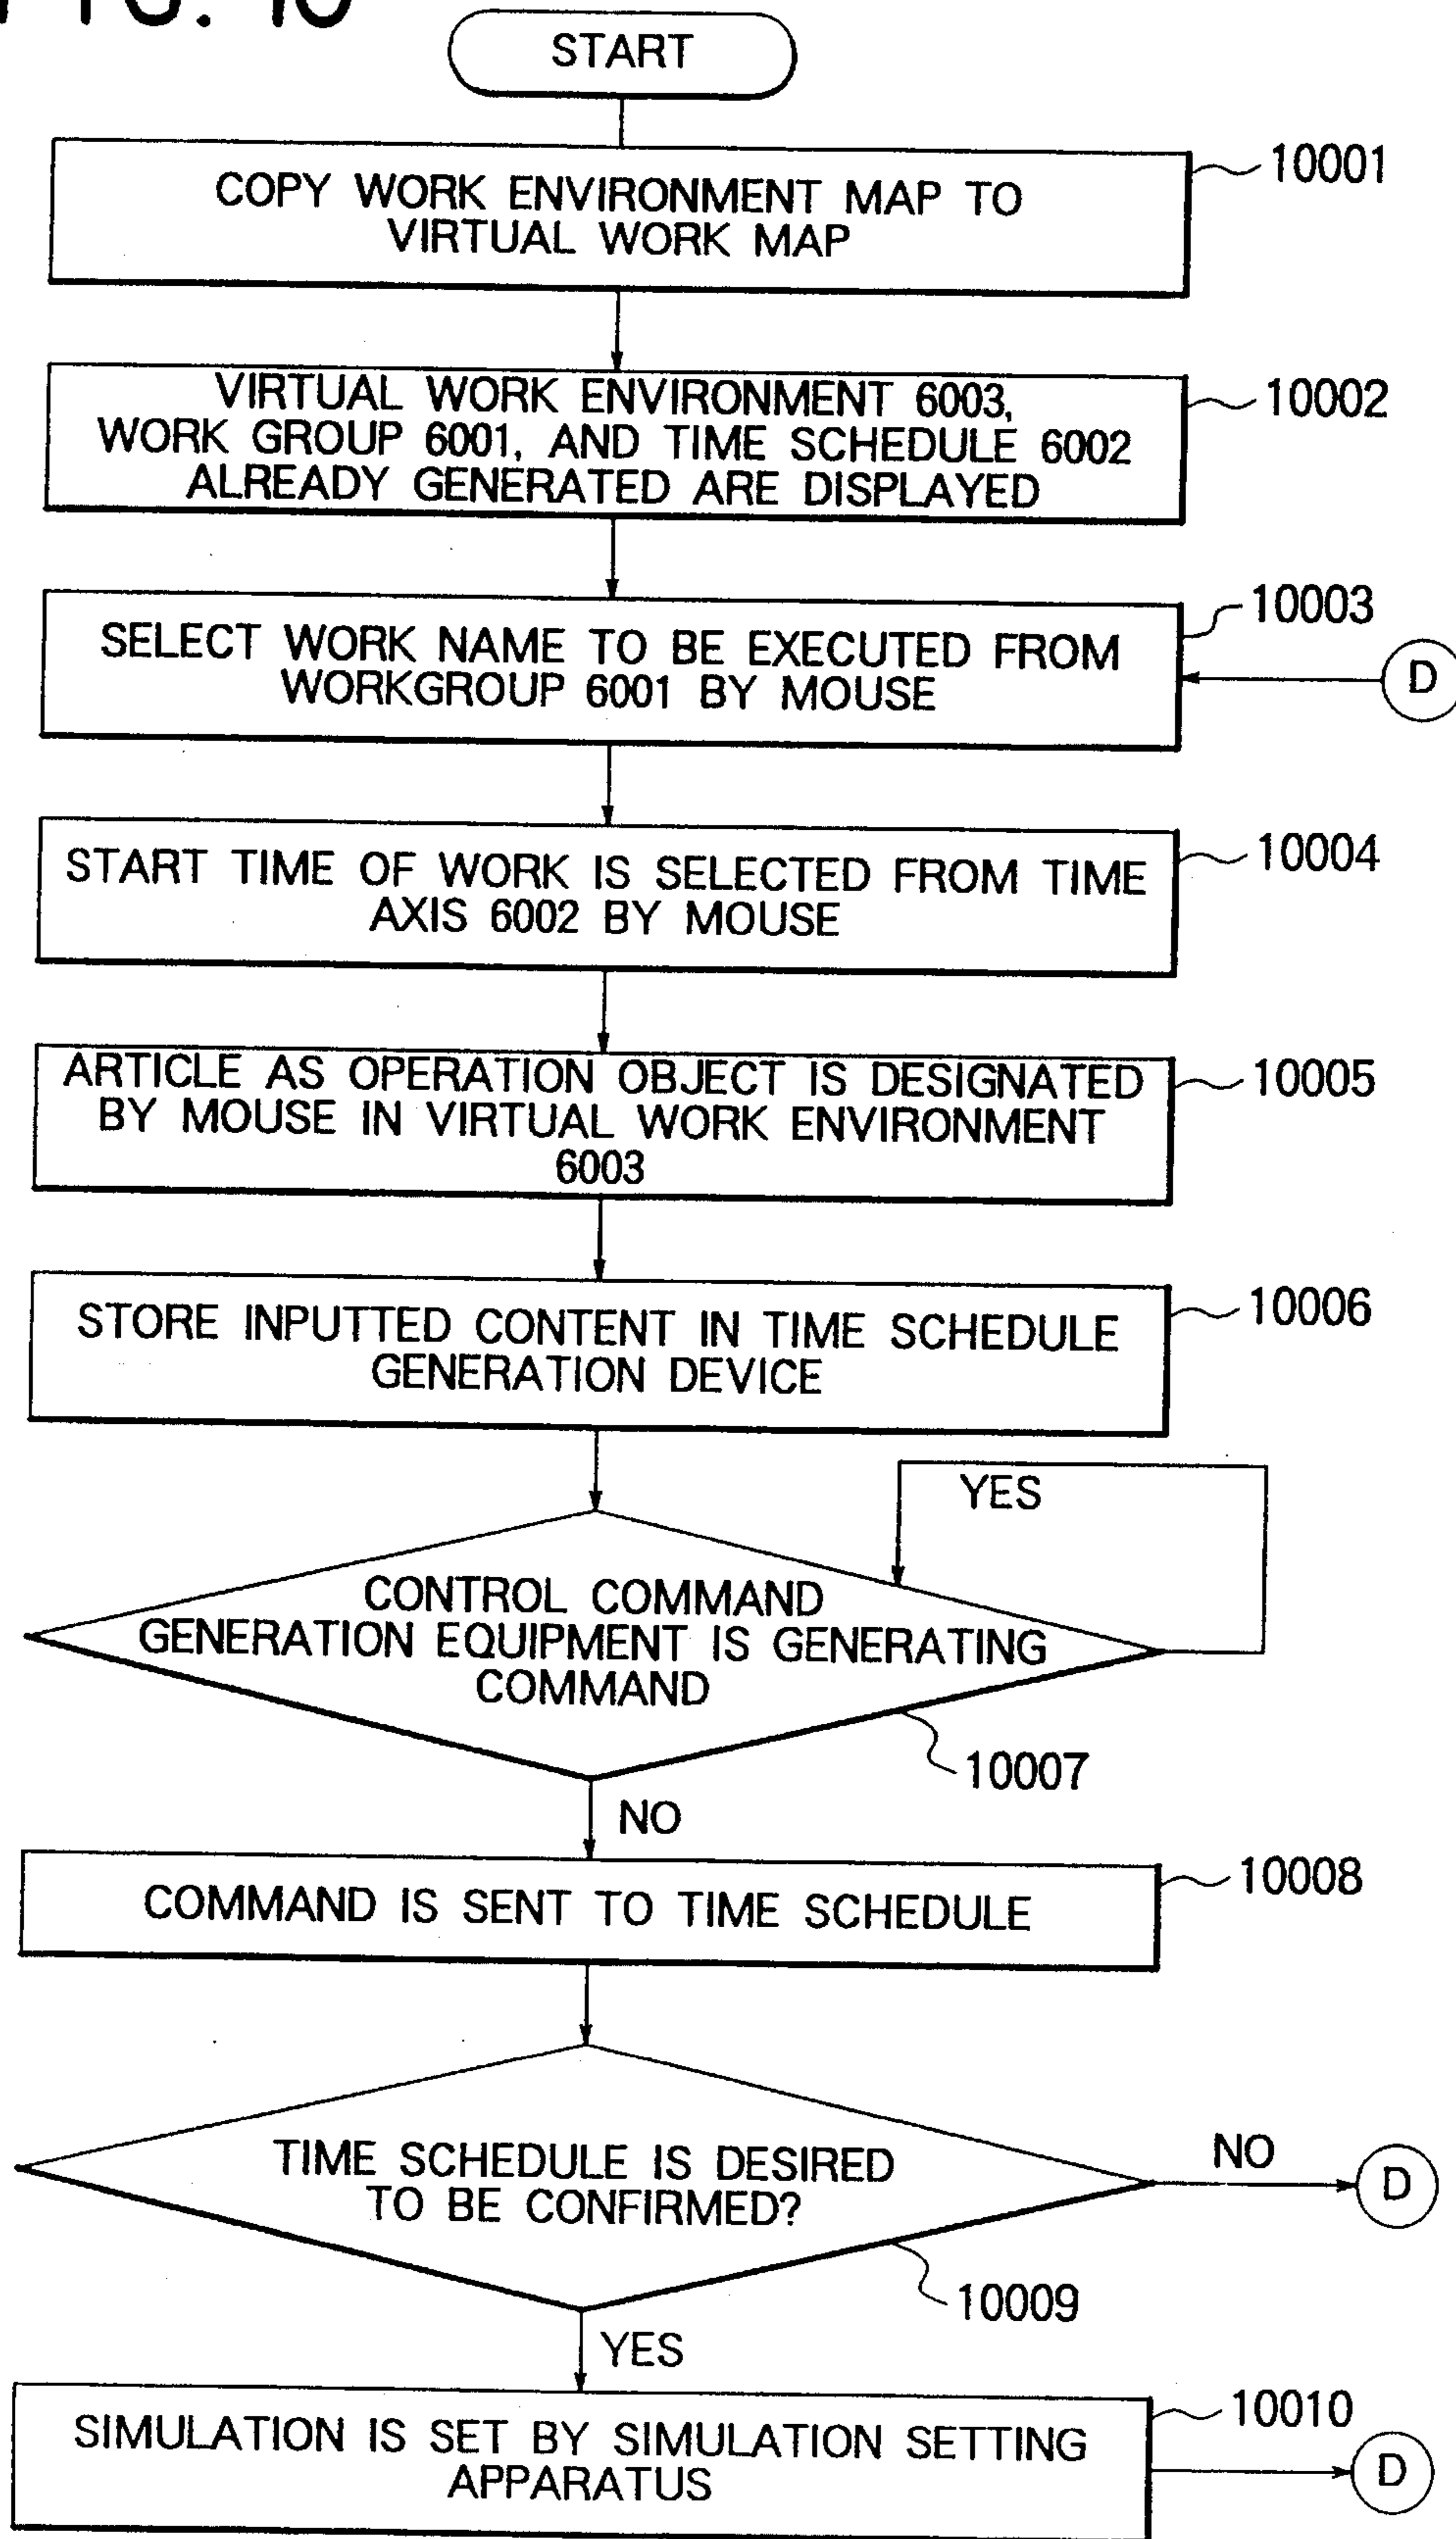 FIG. 10
START
COPY WORK ENVIRONMENT MAP TO
VIRTUAL WORK MAP
10001
VIRTUAL WORK ENVIRONMENT 6003,
WORK GROUP 6001, AND TIME SCHEDULE 6002
ALREADY GENERATED ARE DISPLAYED
10002
SELECT WORK NAME TO BE EXECUTED FROM
WORKGROUP 6001 BY MOUSE
10003
D
START TIME OF WORK IS SELECTED FROM TIME
AXIS 6002 BY MOUSE
10004
ARTICLE AS OPERATION OBJECT IS DESIGNATED
BY MOUSE IN VIRTUAL WORK ENVIRONMENT
6003
10005
STORE INPUTTED CONTENT IN TIME SCHEDULE
GENERATION DEVICE
10006
YES
CONTROL COMMAND
GENERATION EQUIPMENT IS GENERATING
COMMAND
10007
NO
COMMAND IS SENT TO TIME SCHEDULE
10008
TIME SCHEDULE IS DESIRED
TO BE CONFIRMED?
NO
D
10009
YES
SIMULATION IS SET BY SIMULATION SETTING
APPARATUS
10010
D